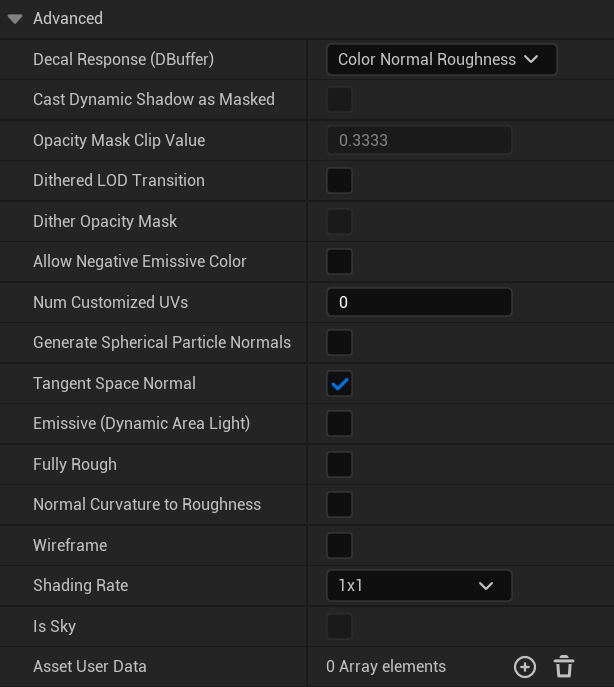 Advanced
Decal Response (DBuffer) Color Normal Roughness
Cast Dynamic Shadow as Masked
Opacity Mask Clip Value 0.3333
Dithered LOD Transition
Dither Opacity Mask
Allow Negative Emissive Color
Num Customized UVs 0
Generate Spherical Particle Normals
Tangent Space Normal
Emissive (Dynamic Area Light)
Fully Rough
Normal Curvature to Roughness
Wireframe
Shading Rate 1x1
Is Sky
Asset User Data 0 Array elements